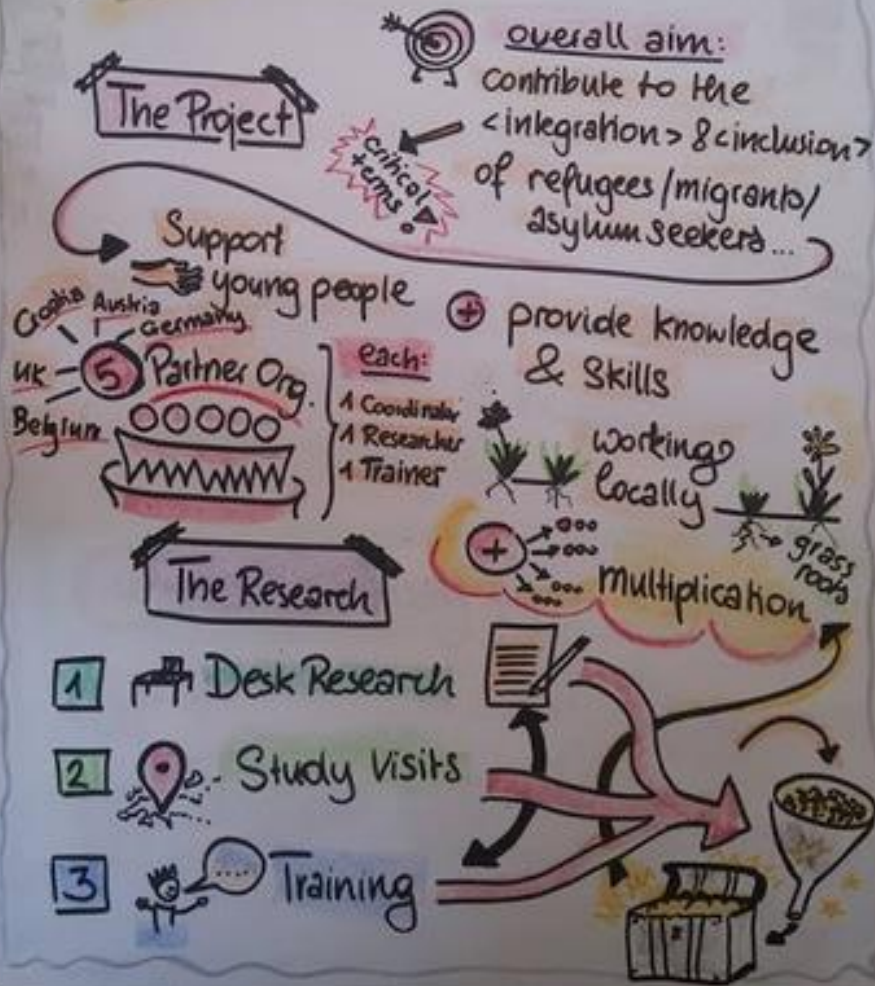 overall aim:
contribute to the
<integration> & <inclusion>
of refugees/migrants/
asylum seekers...
The Project
critical
terms!
Support
young people
+ provide knowledge
& Skills
Croatia
Austria
Germany
UK
Belgium
5 Partner Org.
each:
1 Coordinator
1 Researcher
1 Trainer
working
locally
grass
roots
+ multiplication
The Research
1 Desk Research
2 Study Visits
3 Training
....